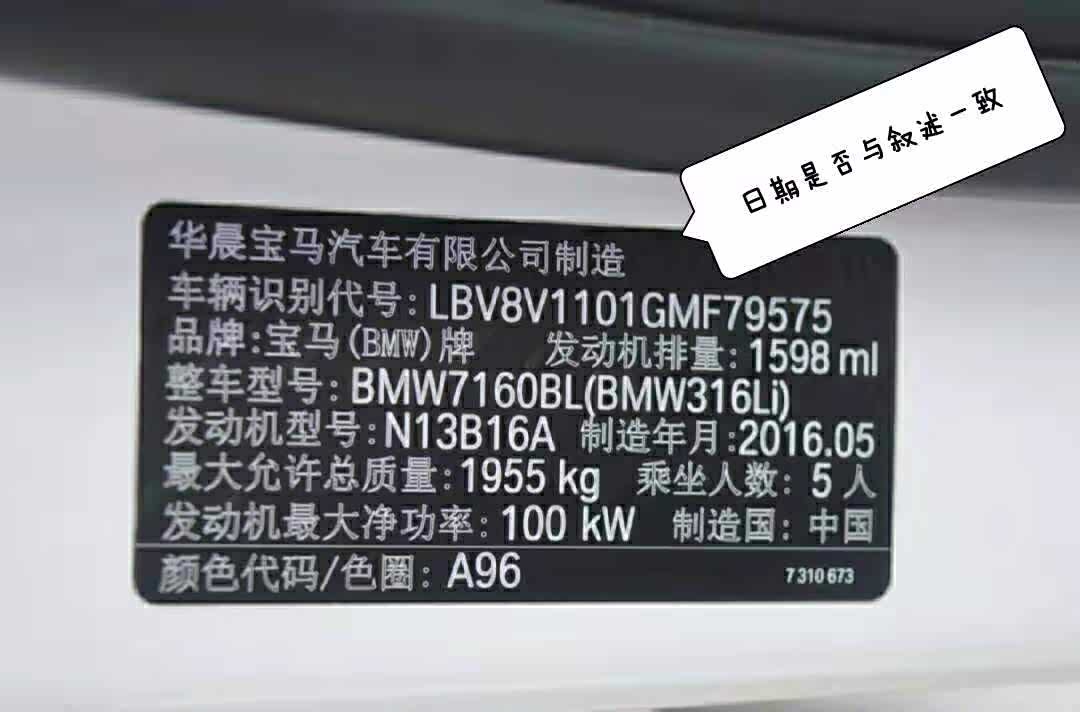 日期是否与叙述一致
华晨宝马汽车有限公司制造
车辆识别代号:LBV8V1101GMF79575
品牌:宝马(BMW)牌 发动机排量:1598 ml
整车型号:BMW7160BL(BMW316Li)
发动机型号:N13B16A 制造年月:2016.05
最大允许总质量:1955 kg 乘坐人数: 5 人
发动机最大净功率:100 kW 制造国: 中国
颜色代码/色圈: A96 7 310 673